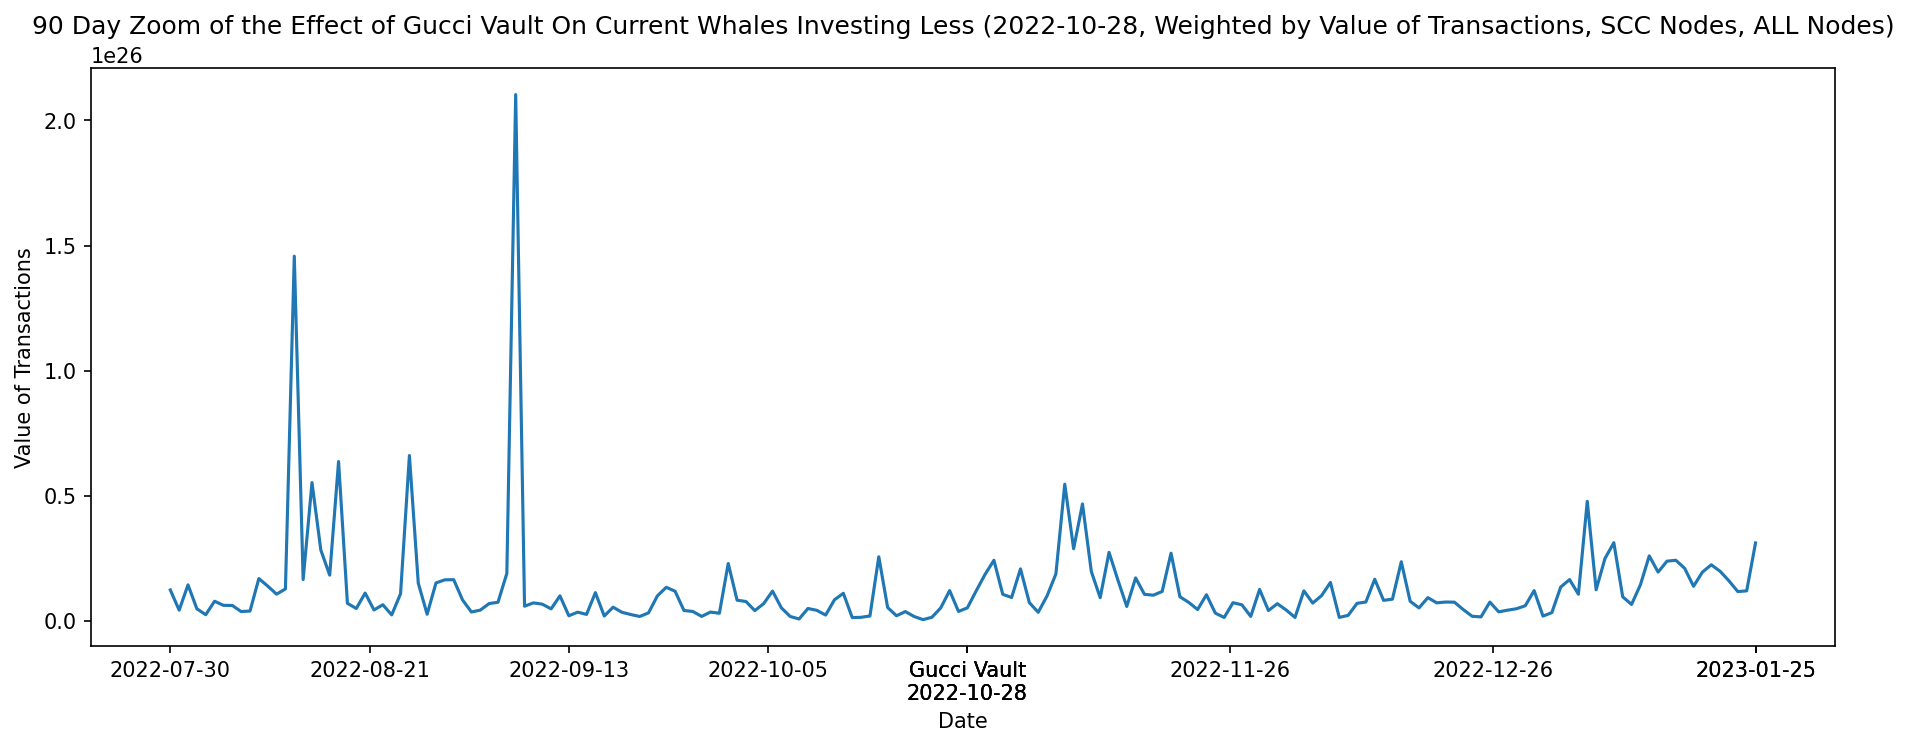 90 Day Zoom of the Effect of Gucci Vault On Current Whales Investing Less (2022-10-28, Weighted by Value of Transactions, SCC Nodes, ALL Nodes)
1e26
2.0
1.5
1.0
0.5
0.0
Value of Transactions
2022-07-30 2022-08-21 2022-09-13 2022-10-05 Gucci Vault 2022-11-26 2022-12-26 2023-01-25
2022-10-28
Date